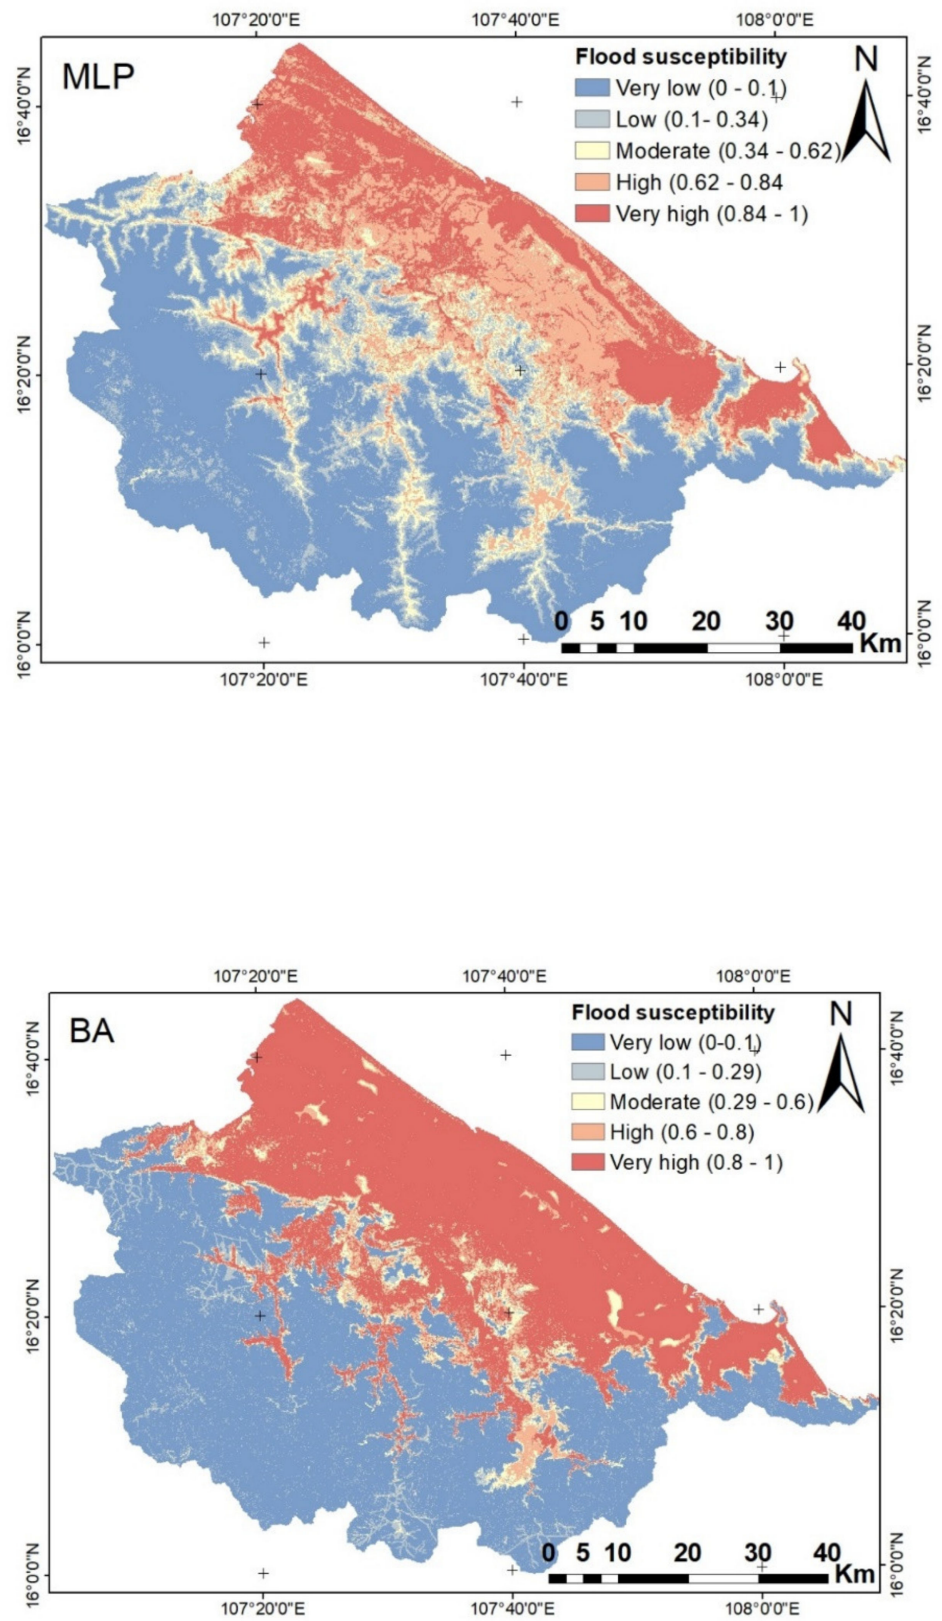 107°20'0"E 107°40'0"E 108°0'0"E
MLP
Flood susceptibility
N
Very low (0 - 0.1)
Low (0.1- 0.34)
Moderate (0.34 - 0.62)
High (0.62 - 0.84
Very high (0.84 - 1)
16°40'0"N 16°40'0"N
16°20'0"N 16°20'0"N
16°0'0"N 16°0'0"N
0 5 10 20 30 40
Km
107°20'0"E 107°40'0"E 108°0'0"E
107°20'0"E 107°40'0"E 108°0'0"E
BA
Flood susceptibility
N
Very low (0-0.1)
Low (0.1 - 0.29)
Moderate (0.29 - 0.6)
High (0.6 - 0.8)
Very high (0.8 - 1)
16°40'0"N 16°40'0"N
16°20'0"N 16°20'0"N
16°0'0"N 16°0'0"N
0 5 10 20 30 40
Km
107°20'0"E 107°40'0"E 108°0'0"E